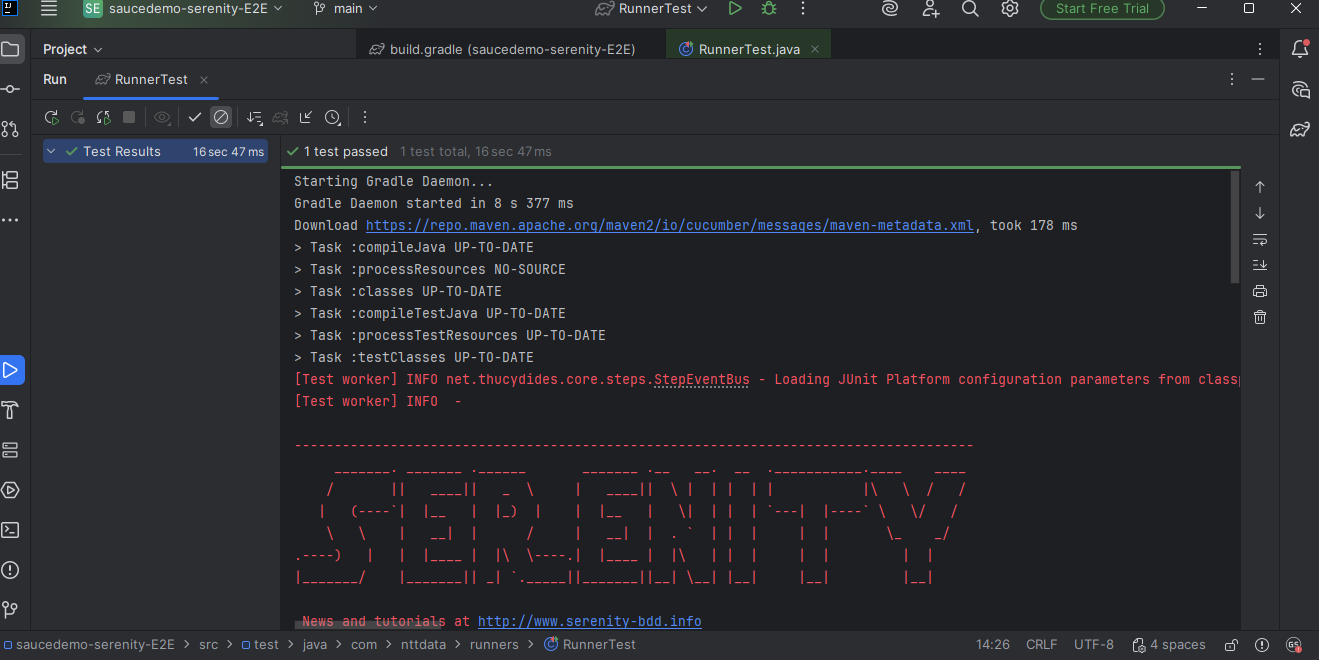 SE saucedemo-serenity-E2E main RunnerTest Start Free Trial
Project build.gradle (saucedemo-serenity-E2E) RunnerTest.java
Run RunnerTest
Test Results 16 sec 47 ms
1 test passed 1 test total, 16 sec 47 ms
Starting Gradle Daemon...
Gradle Daemon started in 8 s 377 ms
Download https://repo.maven.apache.org/maven2/io/cucumber/messages/maven-metadata.xml, took 178 ms
> Task :compileJava UP-TO-DATE
> Task :processResources NO-SOURCE
> Task :classes UP-TO-DATE
> Task :compileTestJava UP-TO-DATE
> Task :processTestResources UP-TO-DATE
> Task :testClasses UP-TO-DATE
[Test worker] INFO net.thucydides.core.steps.StepEventBus - Loading JUnit Platform configuration parameters from classp
[Test worker] INFO  -
-------------------------------------------------------------------------------------
SERENITY
News and tutorials at http://www.serenity-bdd.info
saucedemo-serenity-E2E > src > test > java > com > nttdata > runners > RunnerTest 14:26 CRLF UTF-8 4 spaces